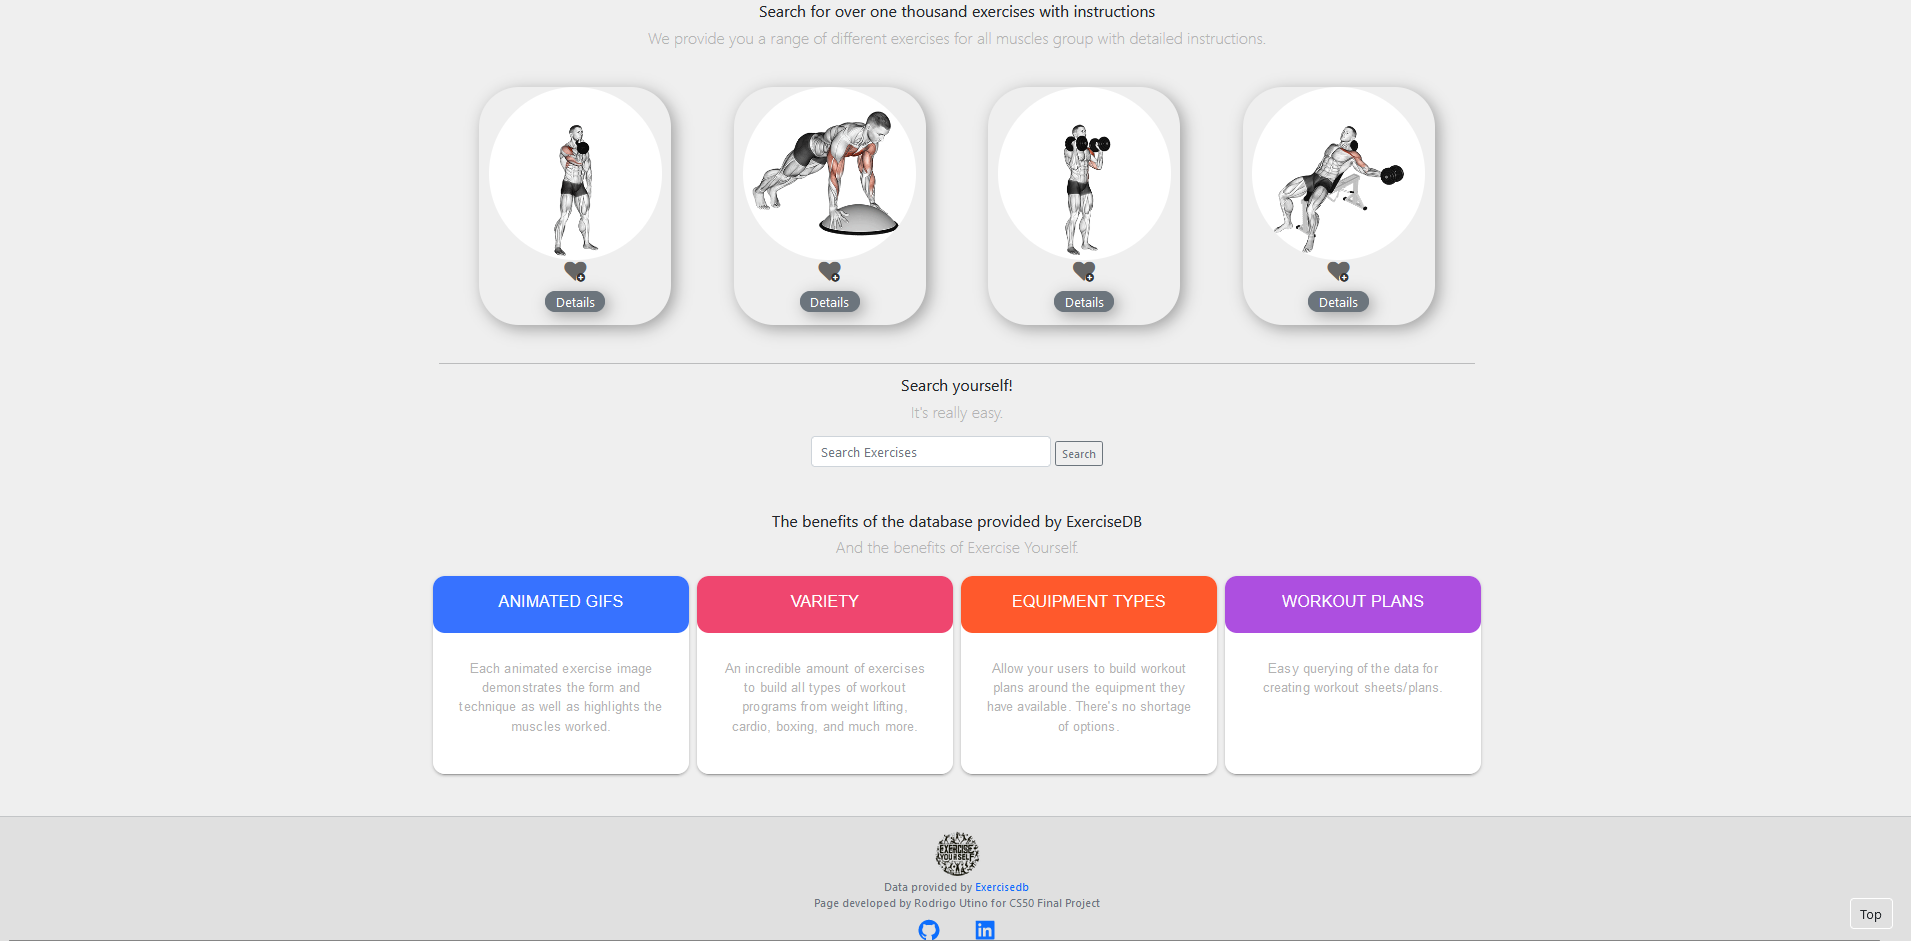 Search for over one thousand exercises with instructions
We provide you a range of different exercises for all muscles group with detailed instructions.
Details
Details
Details
Details
Search yourself!
It's really easy.
Search Exercises
Search
The benefits of the database provided by ExerciseDB
And the benefits of Exercise Yourself.
ANIMATED GIFS
Each animated exercise image
demonstrates the form and
technique as well as highlights the
muscles worked.
VARIETY
An incredible amount of exercises
to build all types of workout
programs from weight lifting,
cardio, boxing, and much more.
EQUIPMENT TYPES
Allow your users to build workout
plans around the equipment they
have available. There's no shortage
of options.
WORKOUT PLANS
Easy querying of the data for
creating workout sheets/plans.
EXERCISE
YOURSELF
Data provided by Exercisedb
Page developed by Rodrigo Utino for CS50 Final Project
in
Top